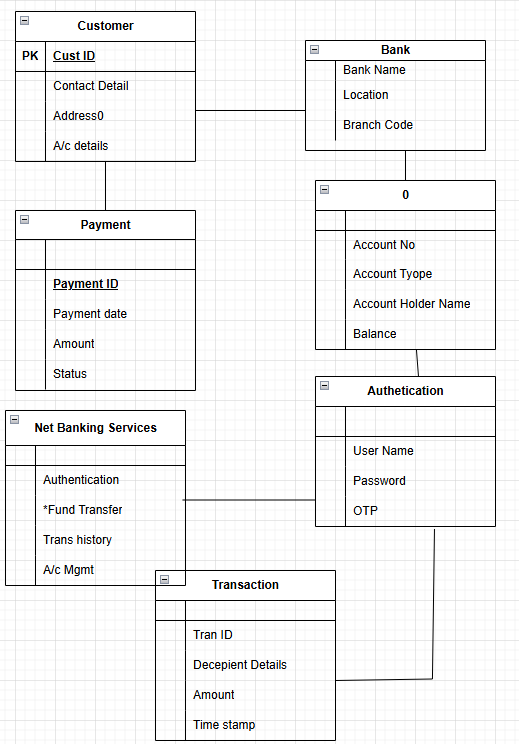 Customer
PK Cust ID
Contact Detail
Address0
A/c details
Bank
Bank Name
Location
Branch Code
Payment
Payment ID
Payment date
Amount
Status
0
Account No
Account Tyope
Account Holder Name
Balance
Authetication
User Name
Password
OTP
Net Banking Services
Authentication
*Fund Transfer
Trans history
A/c Mgmt
Transaction
Tran ID
Decepient Details
Amount
Time stamp